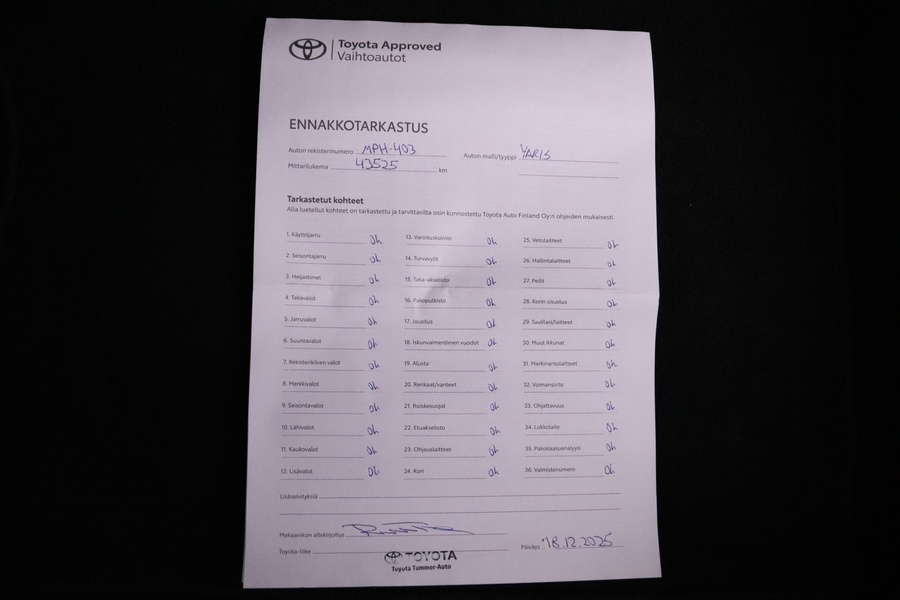 Toyota Approved
Vaihtoautot
ENNAKKOTARKASTUS
Auton rekisterinumero MPH-403 Auton malli/tyyppi YARIS
Mittarilukema 43525 km
Tarkastetut kohteet
Alla luetellut kohteet on tarkastettu ja tarvittavilta osin kunnostettu Toyota Auto Finland Oy:n ohjeiden mukaisesti.
1. Käyttöjarru Ok
2. Seisontajarru Ok
3. Heijastimet Ok
4. Takavalot Ok
5. Jarruvalot Ok
6. Suuntavalot Ok
7. Rekisterikilven valot Ok
8. Merkkivalot Ok
9. Seisontavalot Ok
10. Lähivalot Ok
11. Kaukovalot Ok
12. Lisävalot Ok
13. Varoituskolmio Ok
14. Turvavyöt Ok
15. Taka-akselisto Ok
16. Pakoputkisto Ok
17. Jousitus Ok
18. Iskunvaimentimen vuodot Ok
19. Alusta Ok
20. Renkaat/vanteet Ok
21. Roiskesuojat Ok
22. Etuakselisto Ok
23. Ohjauslaitteet Ok
24. Kori Ok
25. Vetolaitteet Ok
26. Hallintalaitteet Ok
27. Peilit Ok
28. Korin sisustus Ok
29. Tuulilasi/laitteet Ok
30. Muut ikkunat Ok
31. Merkinantolaitteet Ok
32. Voimansiirto Ok
33. Ohjattavuus Ok
34. Lukkolaite Ok
35. Pakokaasuanalyysi Ok
36. Valmistenumero Ok
Lisäselvityksiä
Mekaanikon allekirjoitus
Toyota-liike TOYOTA Päiväys 18.12.2025
Toyota Tammer-Auto